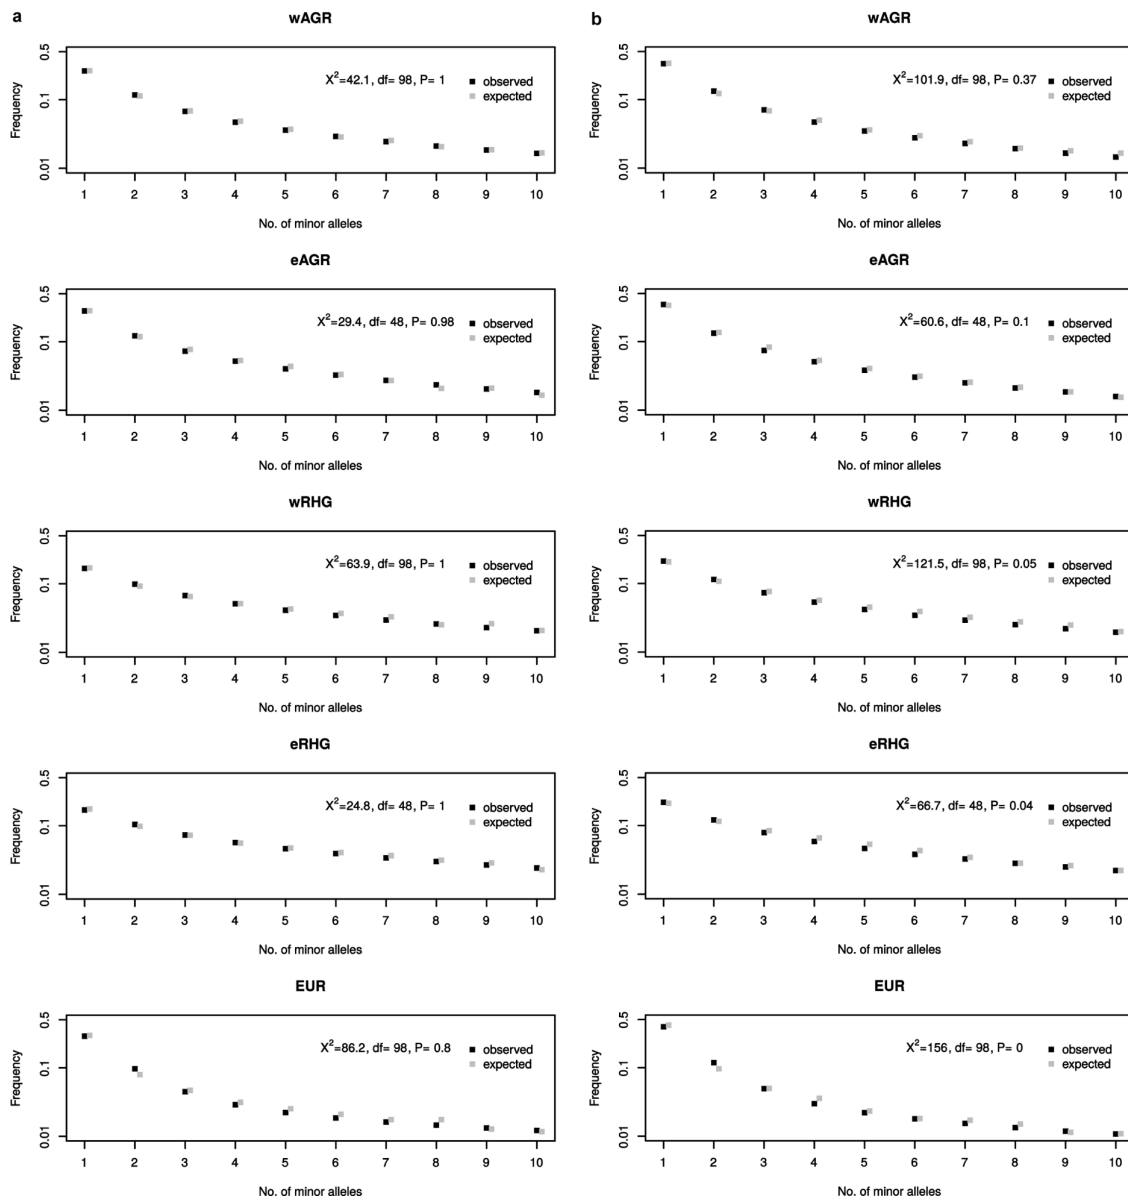 a
wAGR
X²=42.1, df= 98, P= 1
observed
expected
Frequency
0.5
0.1
0.01
1 2 3 4 5 6 7 8 9 10
No. of minor alleles
eAGR
X²=29.4, df= 48, P= 0.98
observed
expected
Frequency
0.5
0.1
0.01
1 2 3 4 5 6 7 8 9 10
No. of minor alleles
wRHG
X²=63.9, df= 98, P= 1
observed
expected
Frequency
0.5
0.1
0.01
1 2 3 4 5 6 7 8 9 10
No. of minor alleles
eRHG
X²=24.8, df= 48, P= 1
observed
expected
Frequency
0.5
0.1
0.01
1 2 3 4 5 6 7 8 9 10
No. of minor alleles
EUR
X²=86.2, df= 98, P= 0.8
observed
expected
Frequency
0.5
0.1
0.01
1 2 3 4 5 6 7 8 9 10
No. of minor alleles
b
wAGR
X²=101.9, df= 98, P= 0.37
observed
expected
Frequency
0.5
0.1
0.01
1 2 3 4 5 6 7 8 9 10
No. of minor alleles
eAGR
X²=60.6, df= 48, P= 0.1
observed
expected
Frequency
0.5
0.1
0.01
1 2 3 4 5 6 7 8 9 10
No. of minor alleles
wRHG
X²=121.5, df= 98, P= 0.05
observed
expected
Frequency
0.5
0.1
0.01
1 2 3 4 5 6 7 8 9 10
No. of minor alleles
eRHG
X²=66.7, df= 48, P= 0.04
observed
expected
Frequency
0.5
0.1
0.01
1 2 3 4 5 6 7 8 9 10
No. of minor alleles
EUR
X²=156, df= 98, P= 0
observed
expected
Frequency
0.5
0.1
0.01
1 2 3 4 5 6 7 8 9 10
No. of minor alleles